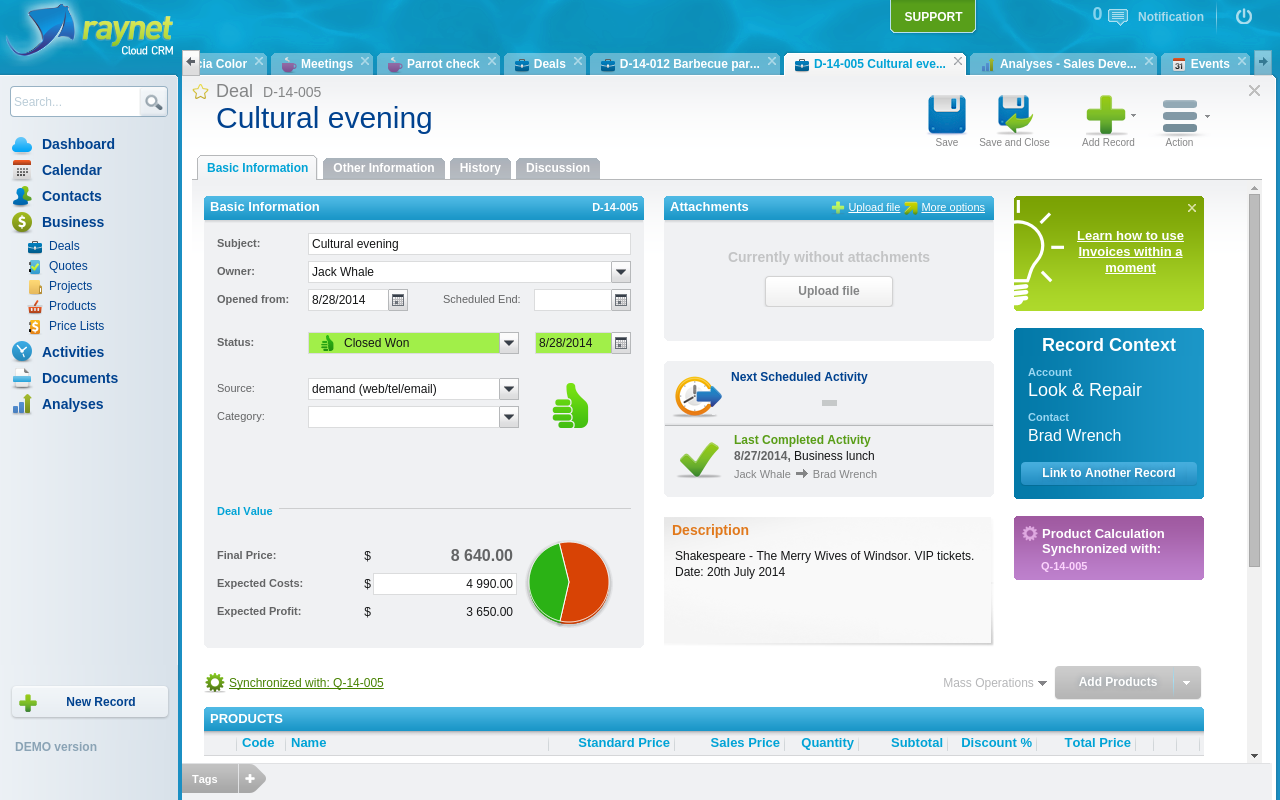 raynet
Cloud CRM
SUPPORT
0 Notification
cia Color
Meetings
Parrot check
Deals
D-14-012 Barbecue par...
D-14-005 Cultural eve...
Analyses - Sales Deve...
31 Events
Search...
Dashboard
Calendar
Contacts
Business
Deals
Quotes
Projects
Products
Price Lists
Activities
Documents
Analyses
New Record
DEMO version
Deal D-14-005
Cultural evening
Save
Save and Close
Add Record
Action
Basic Information
Other Information
History
Discussion
Basic Information D-14-005
Subject: Cultural evening
Owner: Jack Whale
Opened from: 8/28/2014 Scheduled End:
Status: Closed Won 8/28/2014
Source: demand (web/tel/email)
Category:
Deal Value
Final Price: $ 8 640.00
Expected Costs: $ 4 990.00
Expected Profit: $ 3 650.00
Attachments Upload file More options
Currently without attachments
Upload file
Next Scheduled Activity
Last Completed Activity
8/27/2014, Business lunch
Jack Whale Brad Wrench
Description
Shakespeare - The Merry Wives of Windsor. VIP tickets.
Date: 20th July 2014
Learn how to use
Invoices within a
moment
Record Context
Account
Look & Repair
Contact
Brad Wrench
Link to Another Record
Product Calculation
Synchronized with:
Q-14-005
Synchronized with: Q-14-005
Mass Operations
Add Products
PRODUCTS
Code Name Standard Price Sales Price Quantity Subtotal Discount % Total Price
Tags